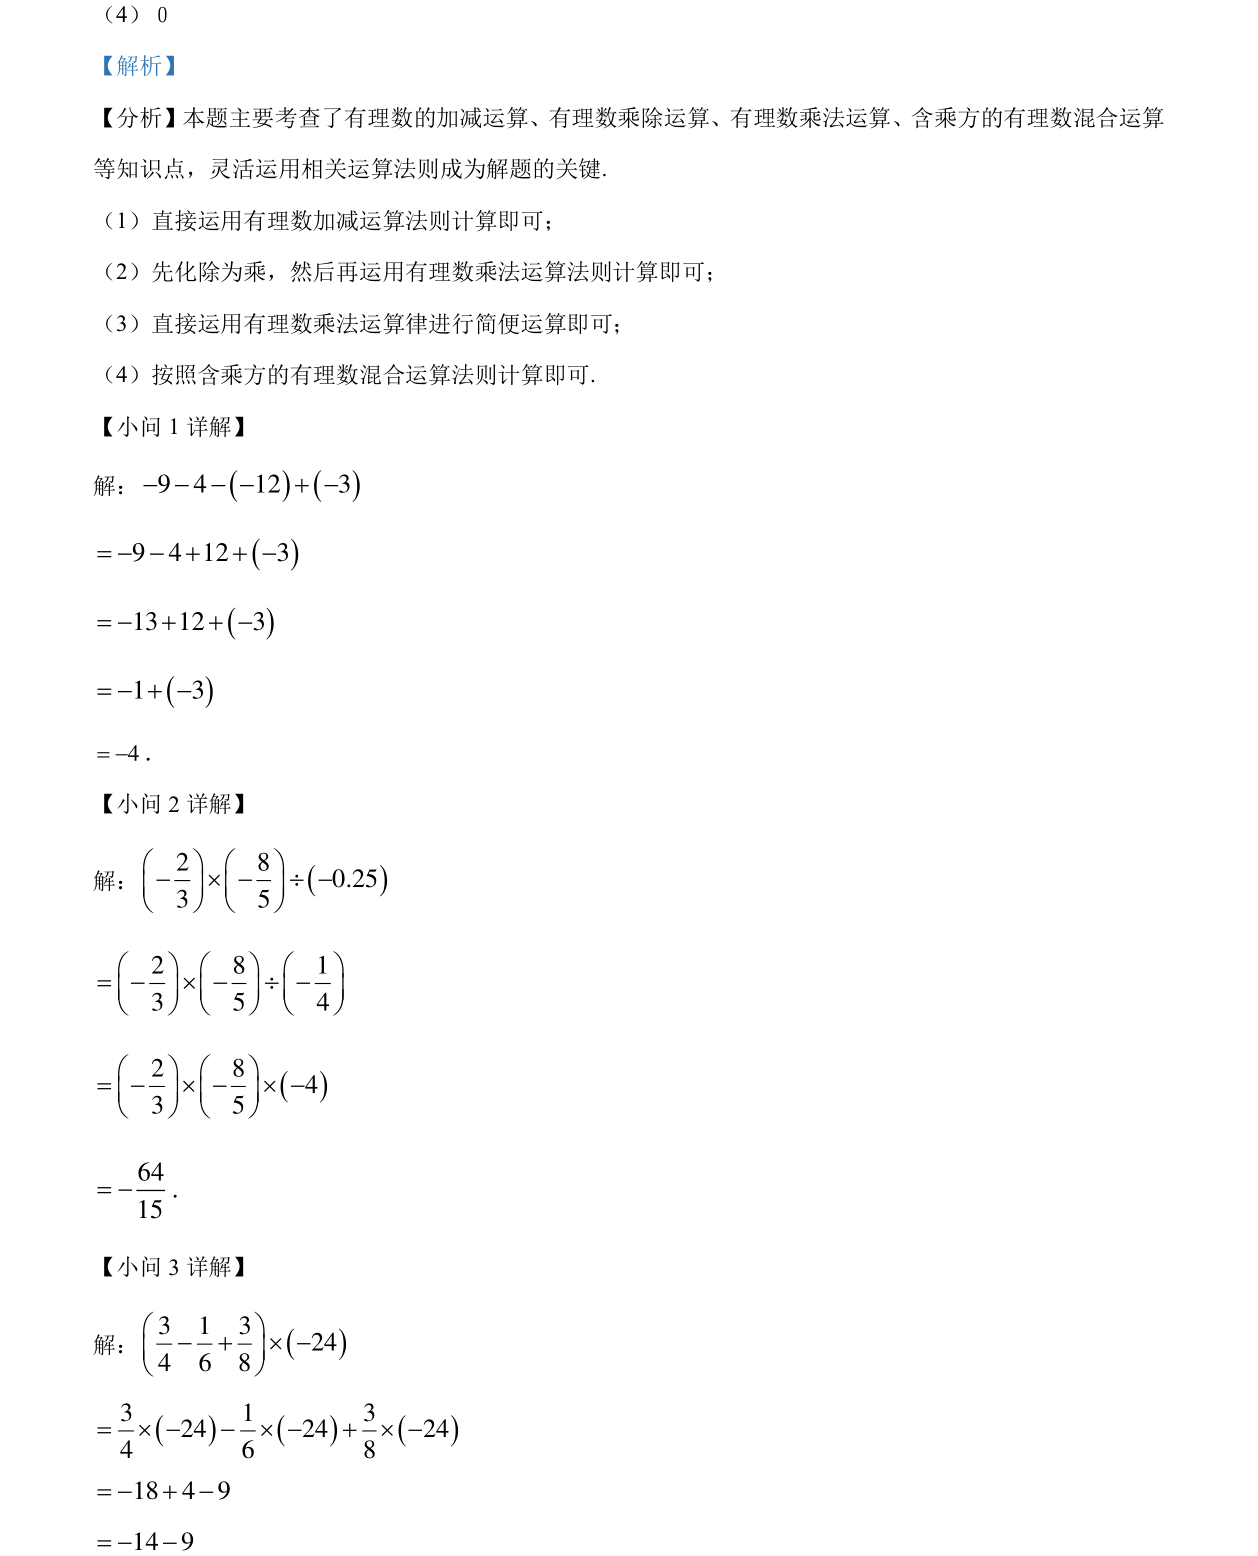 （4） 0
【解析】
【分析】本题主要考查了有理数的加减运算、有理数乘除运算、有理数乘法运算、含乘方的有理数混合运算
等知识点，灵活运用相关运算法则成为解题的关键.
（1）直接运用有理数加减运算法则计算即可；
（2）先化除为乘，然后再运用有理数乘法运算法则计算即可；
（3）直接运用有理数乘法运算律进行简便运算即可；
（4）按照含乘方的有理数混合运算法则计算即可.
【小问 1 详解】
解：−9−4−(−12)+(−3)
=−9−4+12+(−3)
=−13+12+(−3)
=−1+(−3)
=−4．
【小问 2 详解】
解：(−2/3)×(−8/5)÷(−0.25)
=(−2/3)×(−8/5)÷(−1/4)
=(−2/3)×(−8/5)×(−4)
=−64/15．
【小问 3 详解】
解：(3/4−1/6+3/8)×(−24)
=3/4×(−24)−1/6×(−24)+3/8×(−24)
=−18+4−9
=−14−9